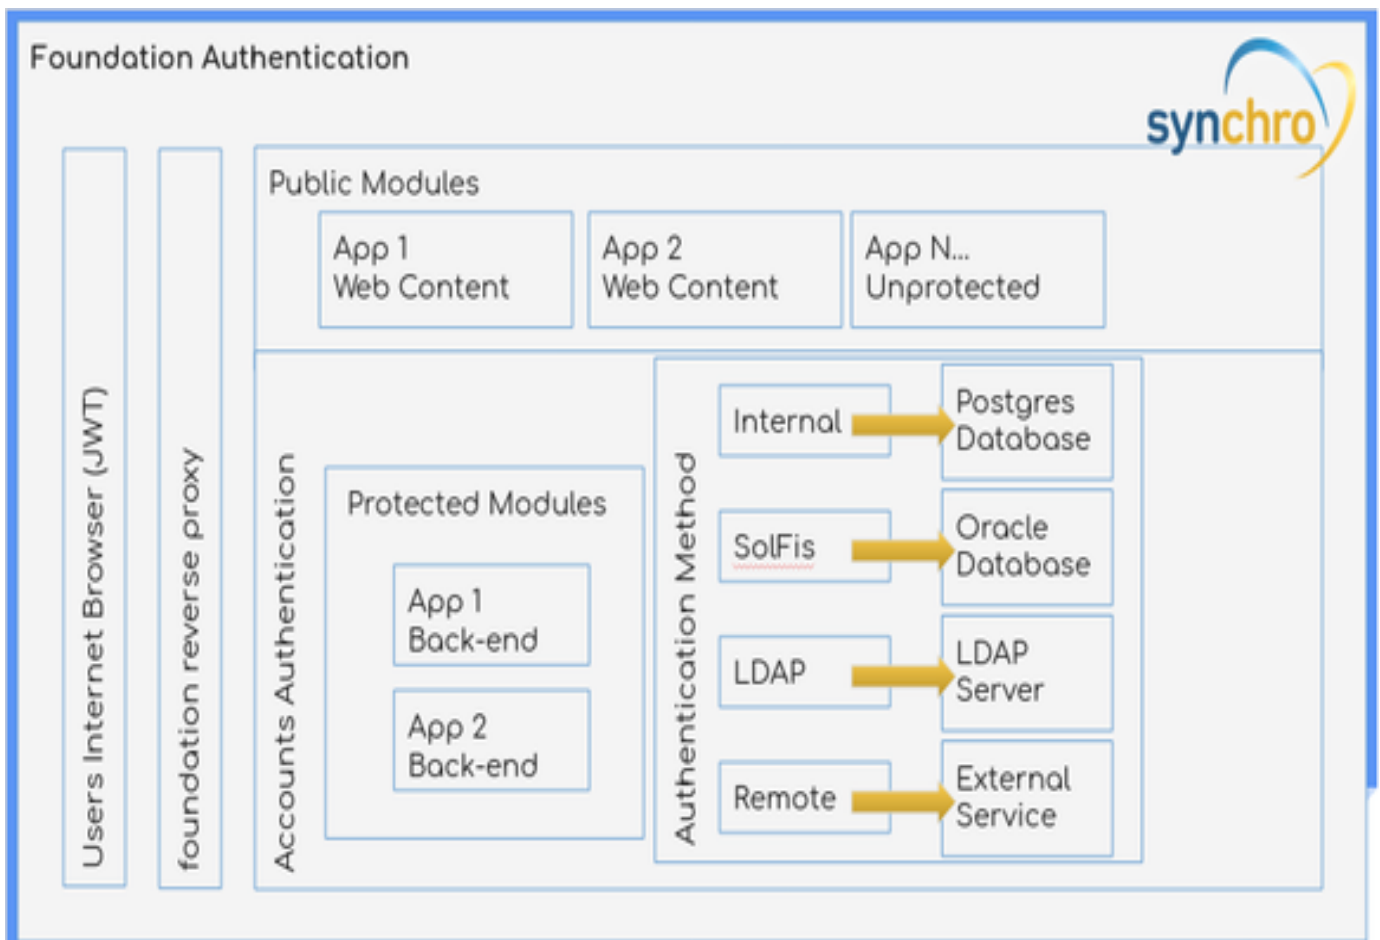 Foundation Authentication
synchro
Users Internet Browser (JWT)
foundation reverse proxy
Public Modules
App 1
Web Content
App 2
Web Content
App N...
Unprotected
Accounts Authentication
Protected Modules
App 1
Back-end
App 2
Back-end
Authentication Method
Internal
Postgres
Database
SolFis
Oracle
Database
LDAP
LDAP
Server
Remote
External
Service